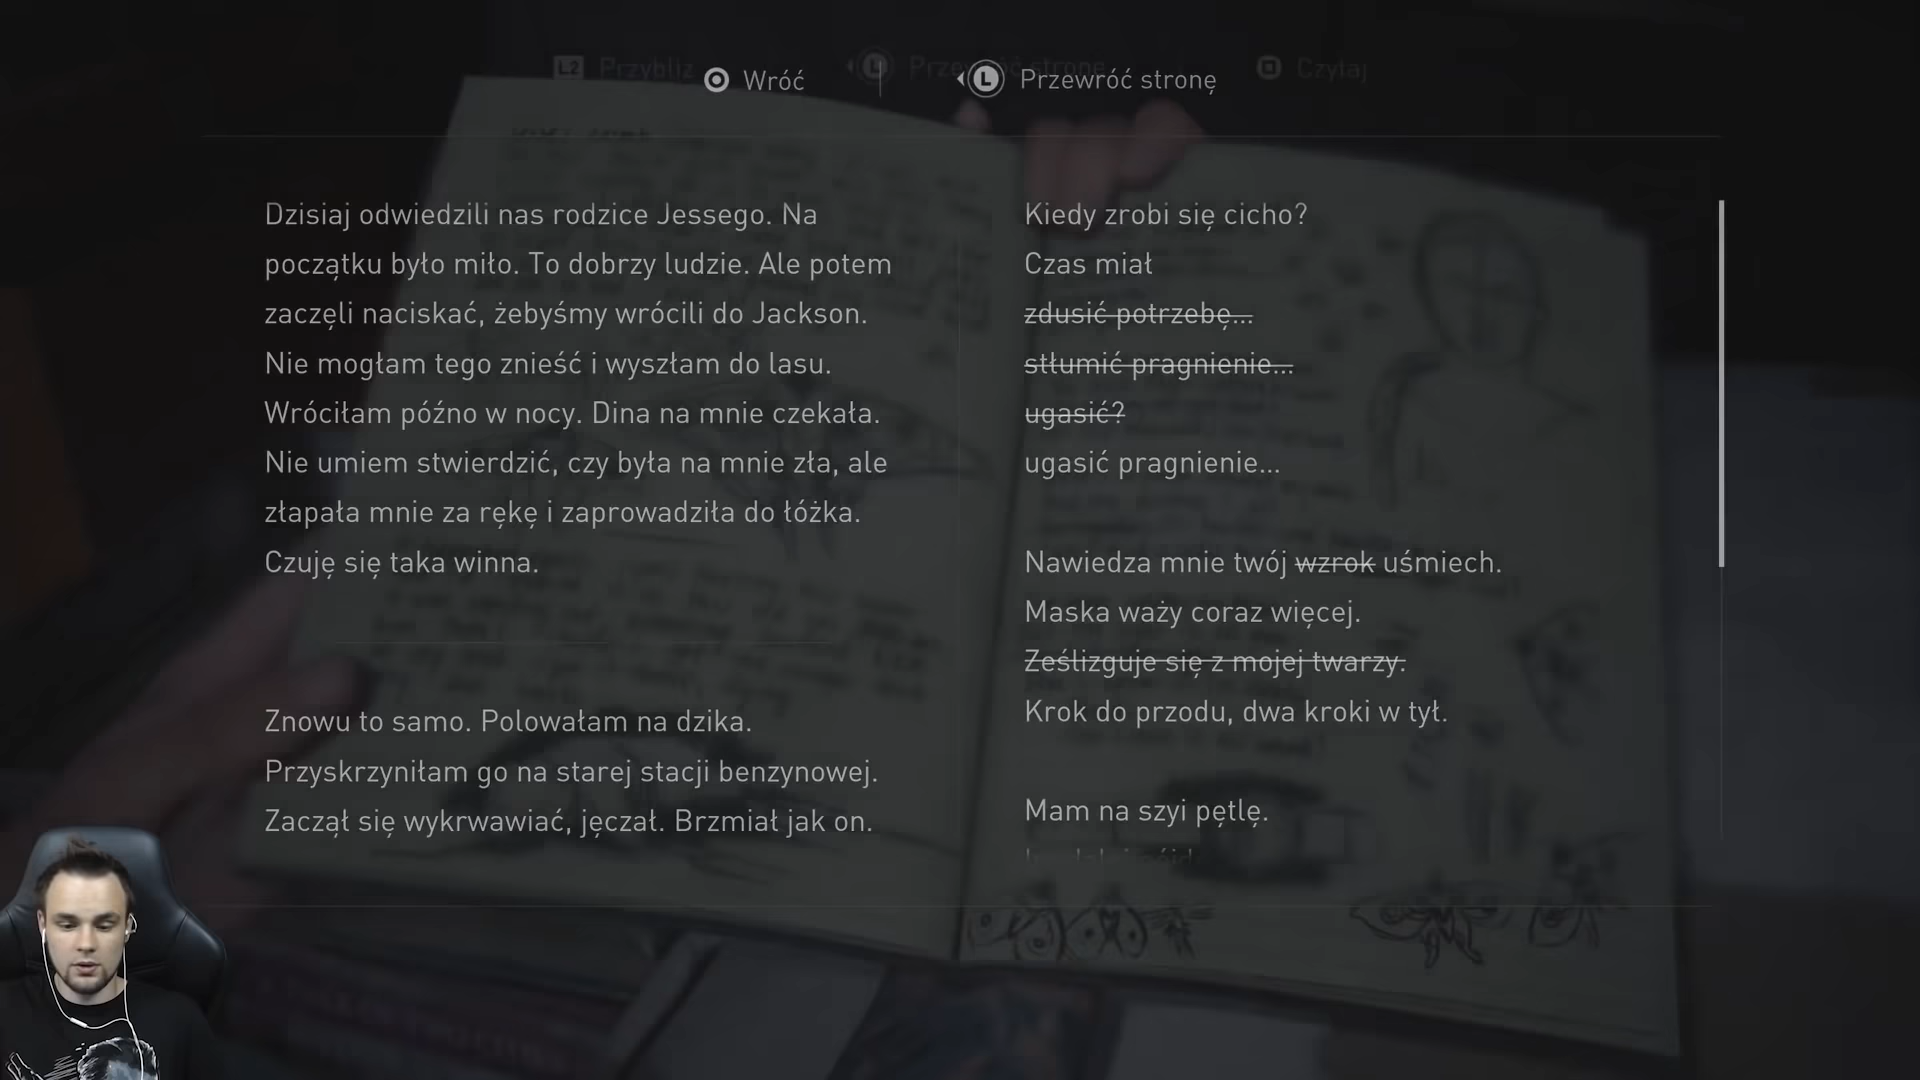 L2 Przybliż
Wróć
L Przewróć stronę
Czytaj
Dzisiaj odwiedzili nas rodzice Jessego. Na
początku było miło. To dobrzy ludzie. Ale potem
zaczęli naciskać, żebyśmy wrócili do Jackson.
Nie mogłam tego znieść i wyszłam do lasu.
Wróciłam późno w nocy. Dina na mnie czekała.
Nie umiem stwierdzić, czy była na mnie zła, ale
złapała mnie za rękę i zaprowadziła do łóżka.
Czuję się taka winna.
Znowu to samo. Polowałam na dzika.
Przyskrzyniłam go na starej stacji benzynowej.
Zaczął się wykrwawiać, jęczał. Brzmiał jak on.
Kiedy zrobi się cicho?
Czas miał
zdusić potrzebę...
stłumić pragnienie...
ugasić?
ugasić pragnienie...
Nawiedza mnie twój wzrok uśmiech.
Maska waży coraz więcej.
Ześlizguje się z mojej twarzy.
Krok do przodu, dwa kroki w tył.
Mam na szyi pętlę.